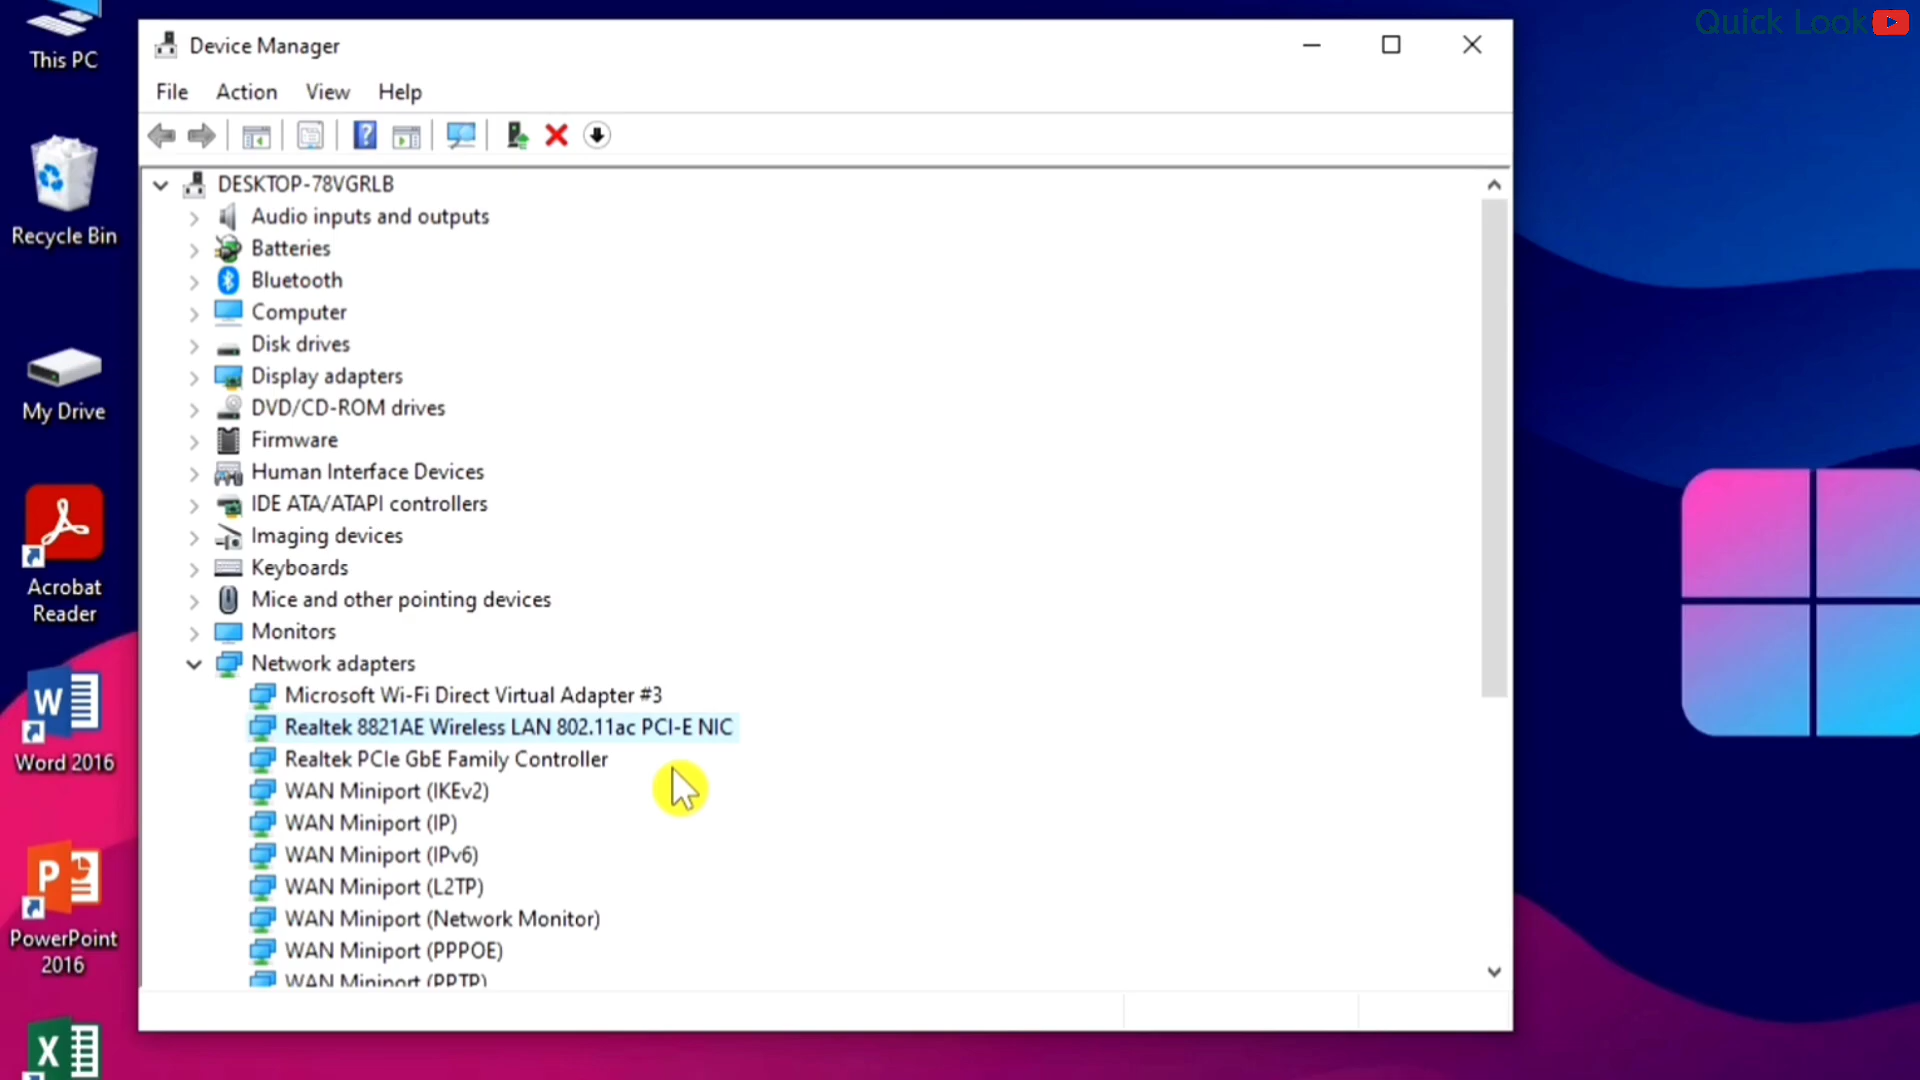 This PC
Recycle Bin
My Drive
Acrobat
Reader
W
Word 2016
P
PowerPoint
2016
X
Device Manager
File Action View Help
?
DESKTOP-78VGRLB
Audio inputs and outputs
Batteries
Bluetooth
Computer
Disk drives
Display adapters
DVD/CD-ROM drives
Firmware
Human Interface Devices
IDE ATA/ATAPI controllers
Imaging devices
Keyboards
Mice and other pointing devices
Monitors
Network adapters
Microsoft Wi-Fi Direct Virtual Adapter #3
Realtek 8821AE Wireless LAN 802.11ac PCI-E NIC
Realtek PCIe GbE Family Controller
WAN Miniport (IKEv2)
WAN Miniport (IP)
WAN Miniport (IPv6)
WAN Miniport (L2TP)
WAN Miniport (Network Monitor)
WAN Miniport (PPPOE)
WAN Miniport (PPTP)
Quick Look